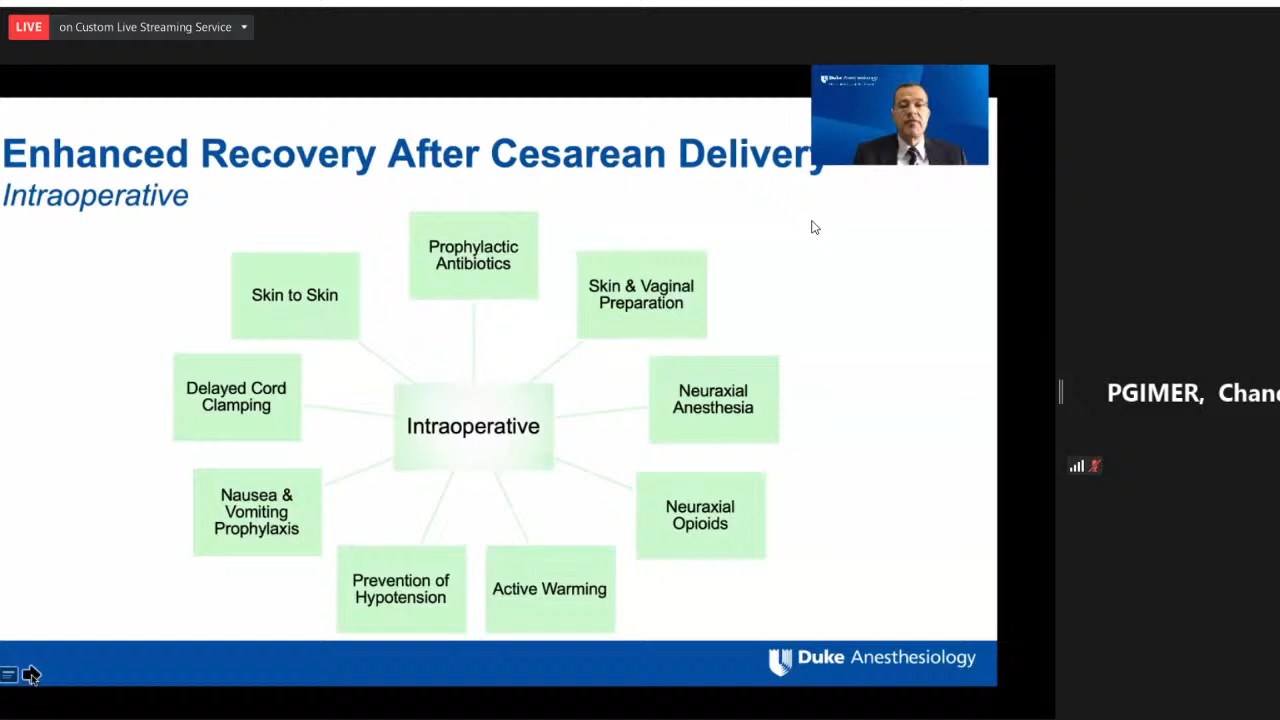 LIVE on Custom Live Streaming Service
Duke Anesthesiology
Enhanced Recovery After Cesarean Delivery
Intraoperative
Prophylactic
Antibiotics
Skin to Skin
Skin & Vaginal
Preparation
Delayed Cord
Clamping
Neuraxial
Anesthesia
Intraoperative
PGIMER, Chand
Nausea &
Vomiting
Prophylaxis
Neuraxial
Opioids
Prevention of
Hypotension
Active Warming
Duke Anesthesiology